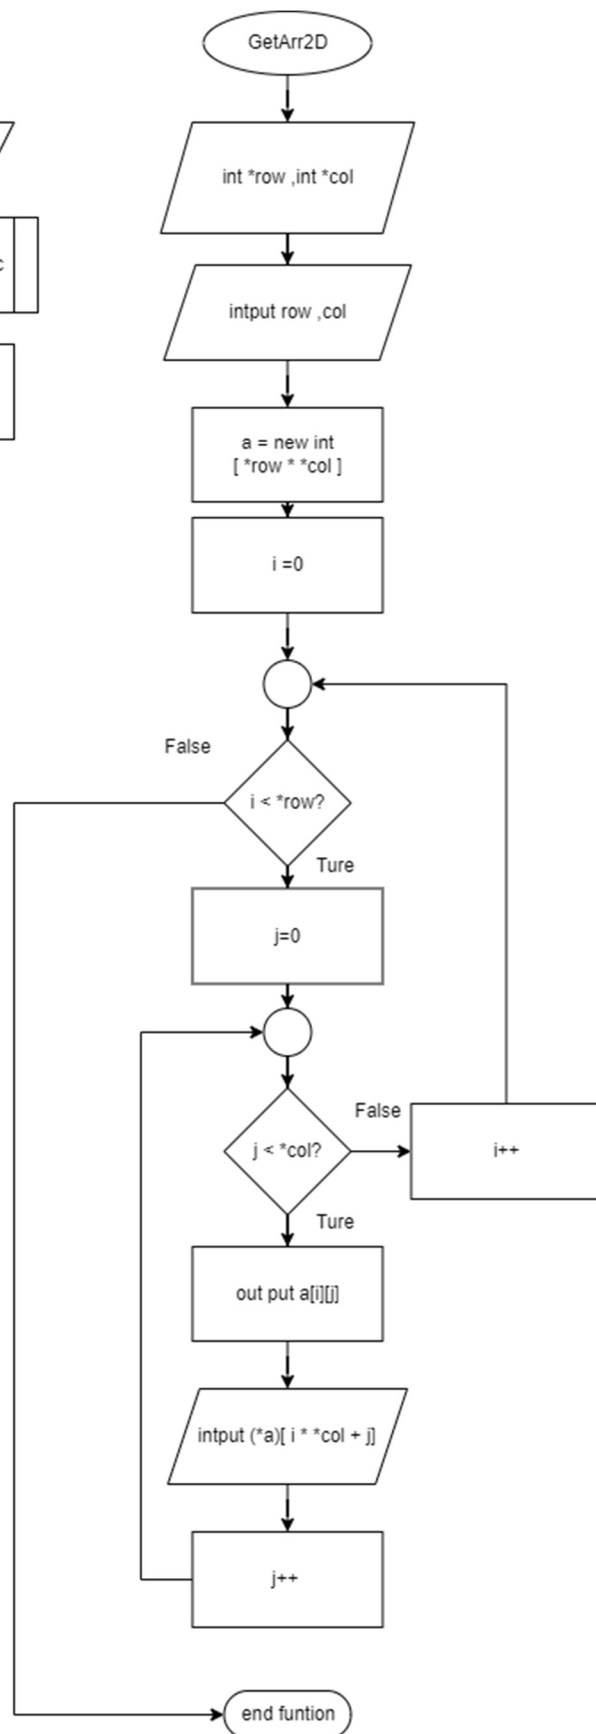 GetArr2D
int *row ,int *col
c
intput row ,col
a = new int
[ *row * *col ]
i =0
False
i < *row?
Ture
j=0
False
j < *col?
i++
Ture
out put a[i][j]
intput (*a)[ i * *col + j]
j++
end funtion